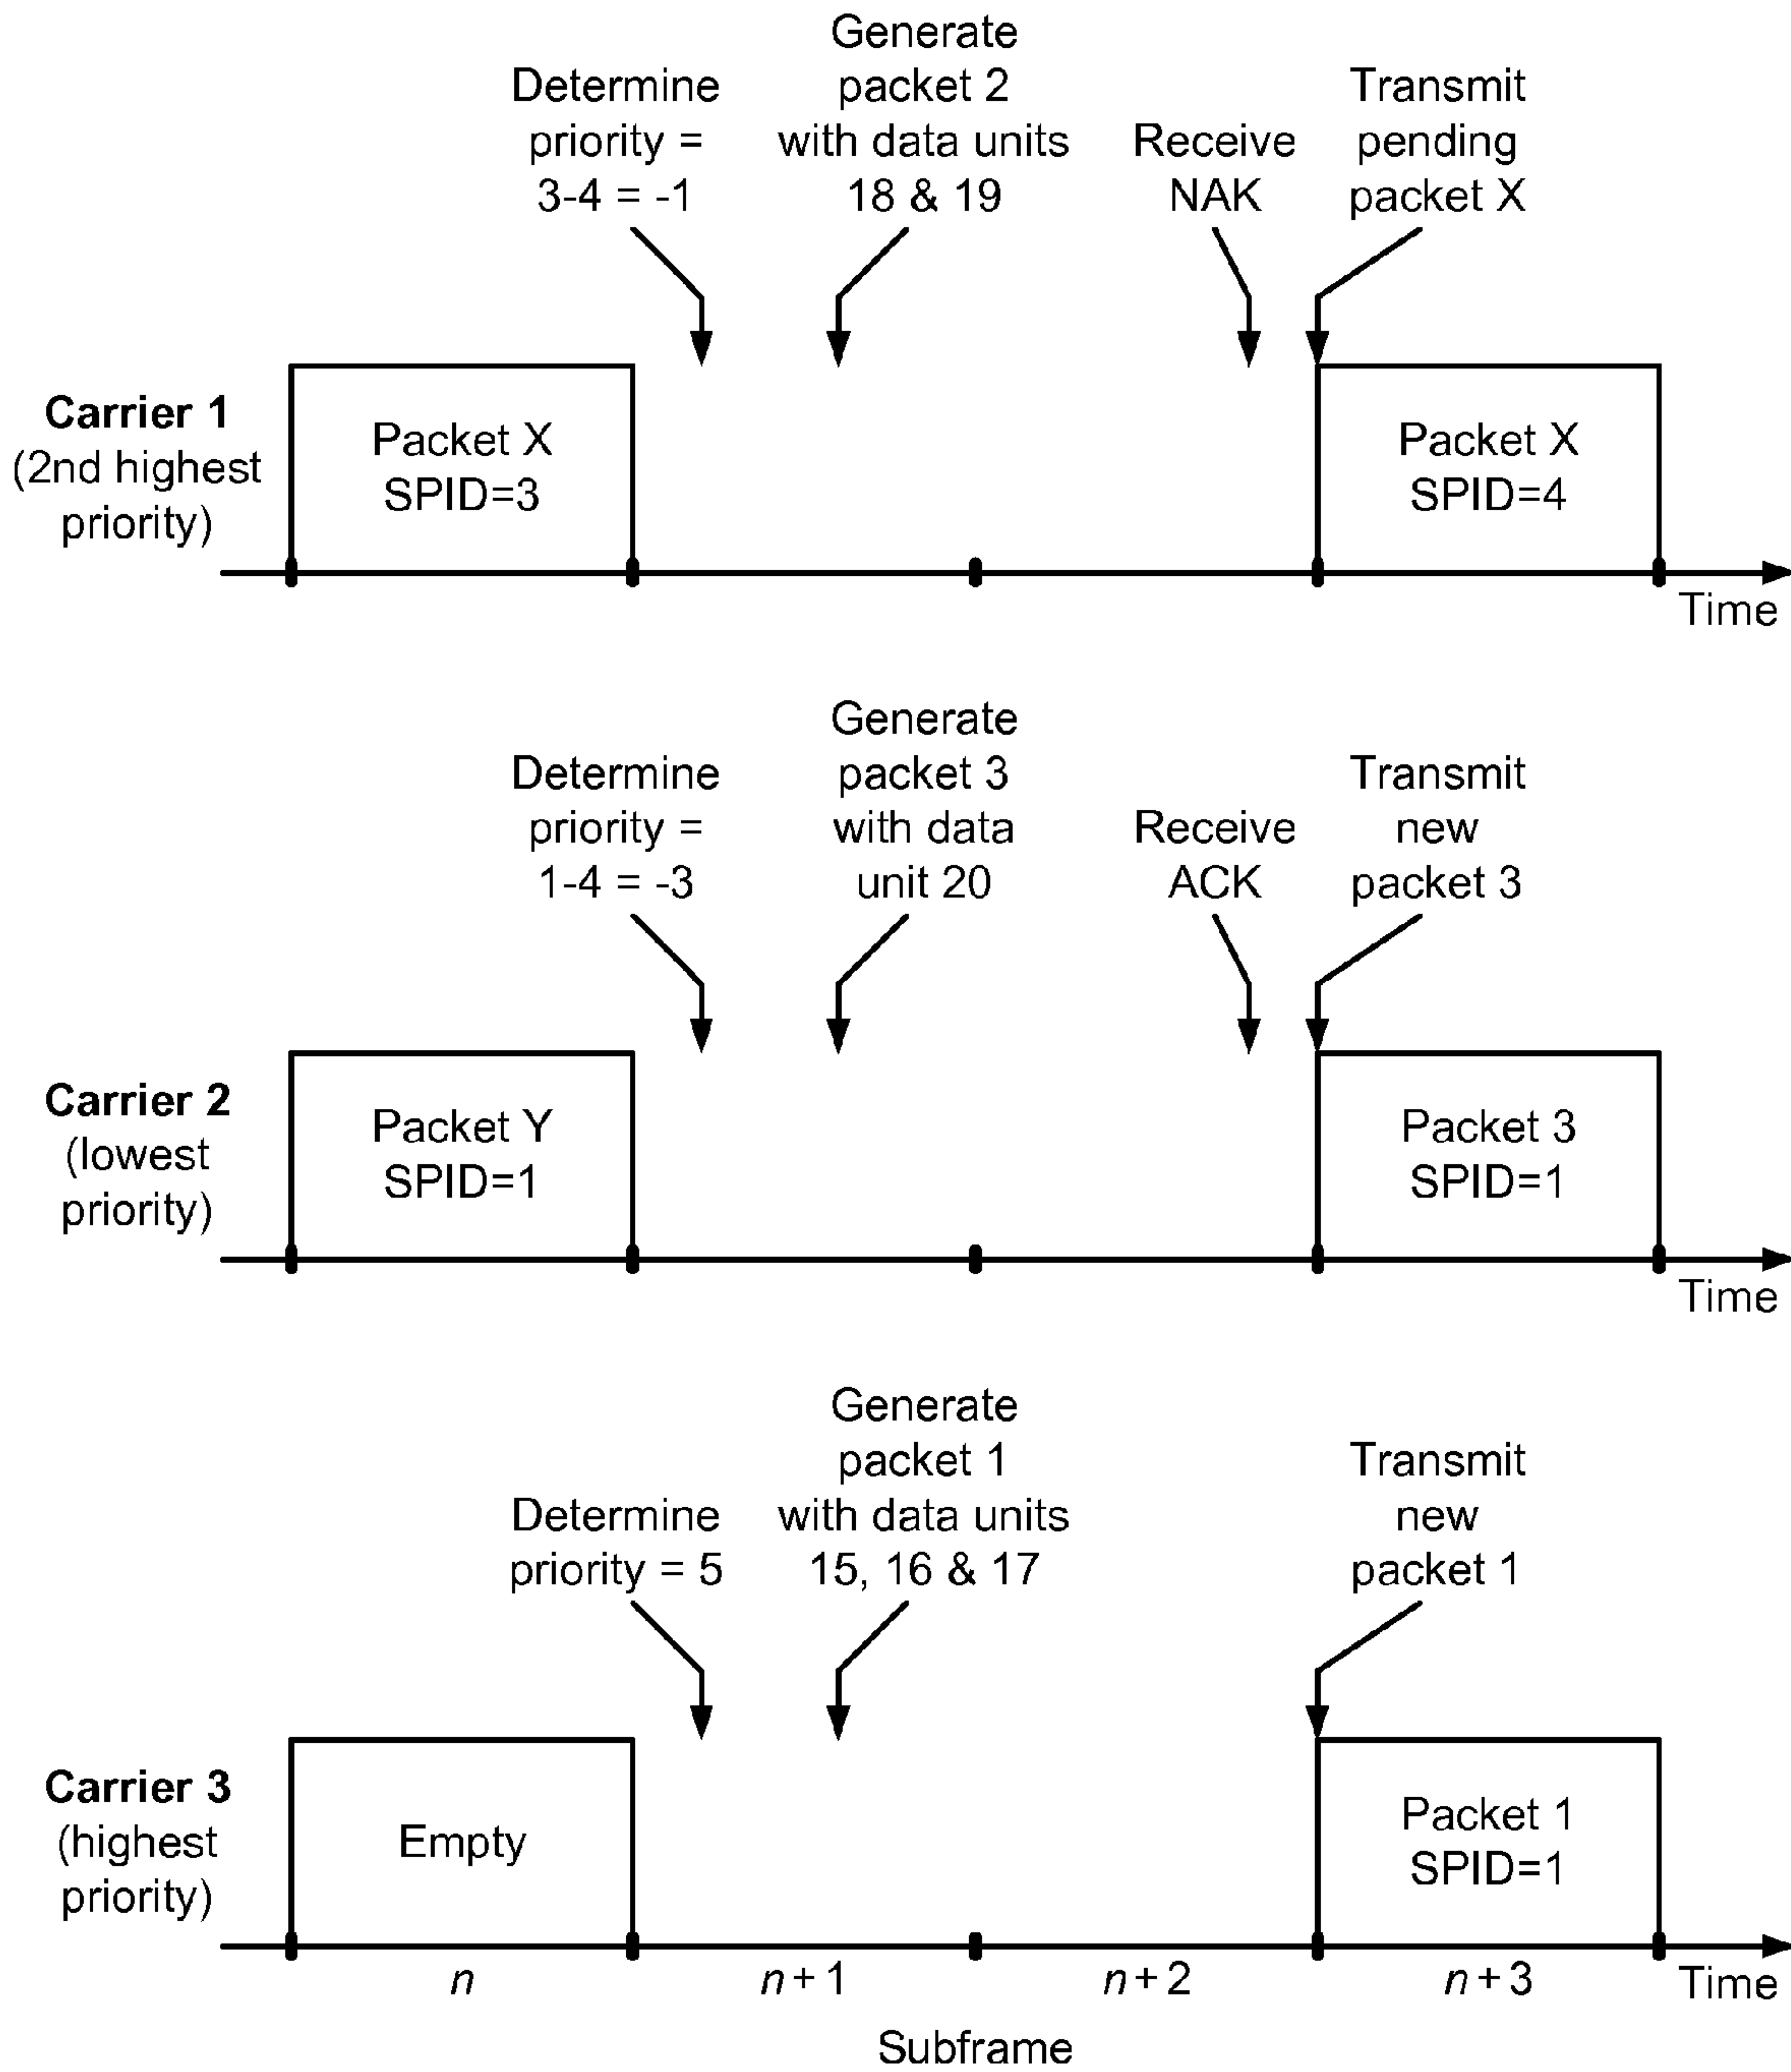 Determine
priority =
3-4 = -1
Generate
packet 2
with data units
18 & 19
Receive
NAK
Transmit
pending
packet X
Carrier 1
(2nd highest
priority)
Packet X
SPID=3
Packet X
SPID=4
Time
Determine
priority =
1-4 = -3
Generate
packet 3
with data
unit 20
Receive
ACK
Transmit
new
packet 3
Carrier 2
(lowest
priority)
Packet Y
SPID=1
Packet 3
SPID=1
Time
Determine
priority = 5
Generate
packet 1
with data units
15, 16 & 17
Transmit
new
packet 1
Carrier 3
(highest
priority)
Empty
Packet 1
SPID=1
n
n + 1
n + 2
n + 3
Time
Subframe